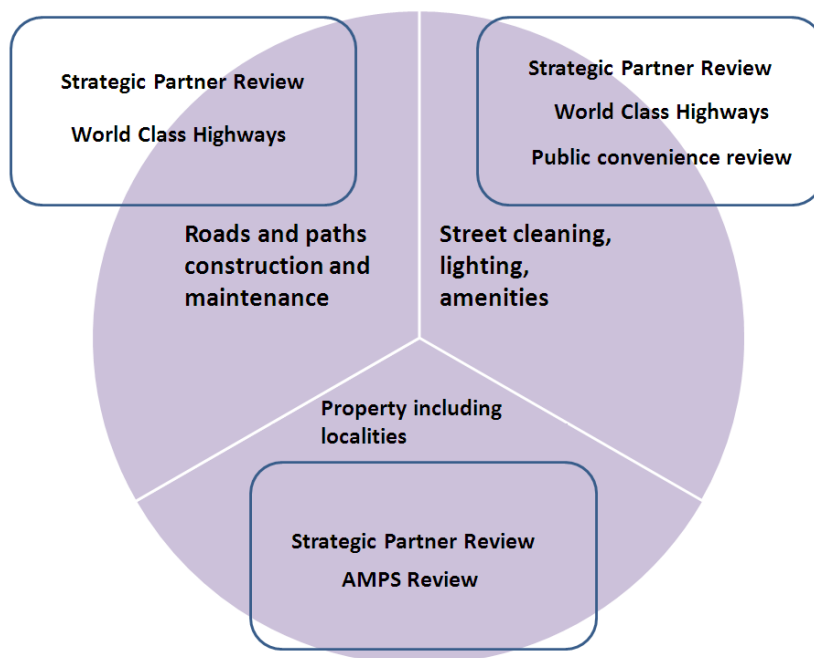 Strategic Partner Review
World Class Highways
Strategic Partner Review
World Class Highways
Public convenience review
Roads and paths
construction and
maintenance
Street cleaning,
lighting,
amenities
Property including
localities
Strategic Partner Review
AMPS Review